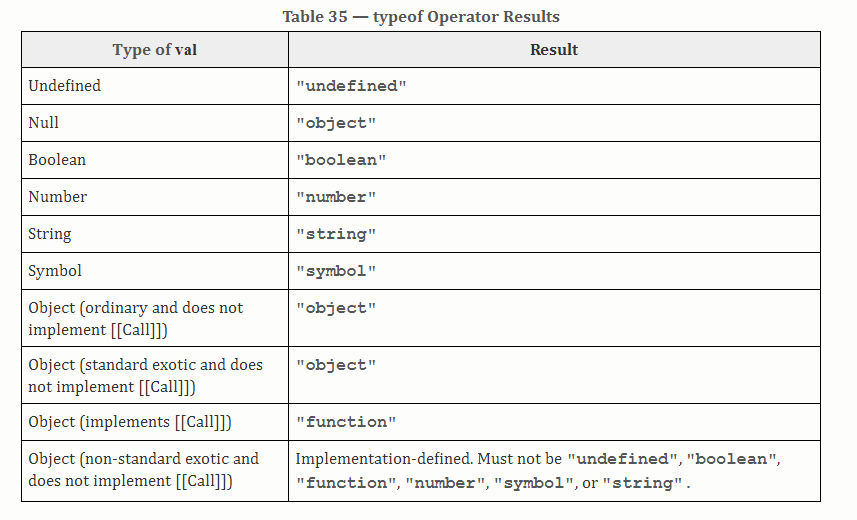 Table 35 — typeof Operator Results
Type of val Result
Undefined "undefined"
Null "object"
Boolean "boolean"
Number "number"
String "string"
Symbol "symbol"
Object (ordinary and does not "object"
implement [[Call]])
Object (standard exotic and does "object"
not implement [[Call]])
Object (implements [[Call]]) "function"
Object (non-standard exotic and Implementation-defined. Must not be "undefined", "boolean",
does not implement [[Call]]) "function", "number", "symbol", or "string".